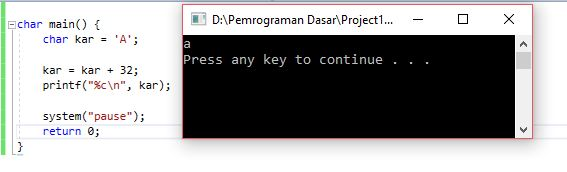 char main() {
char kar = 'A';
kar = kar + 32;
printf("%c\n", kar);
system("pause");
return 0;
}
D:\Pemrograman Dasar\Project1...
a
Press any key to continue . . .